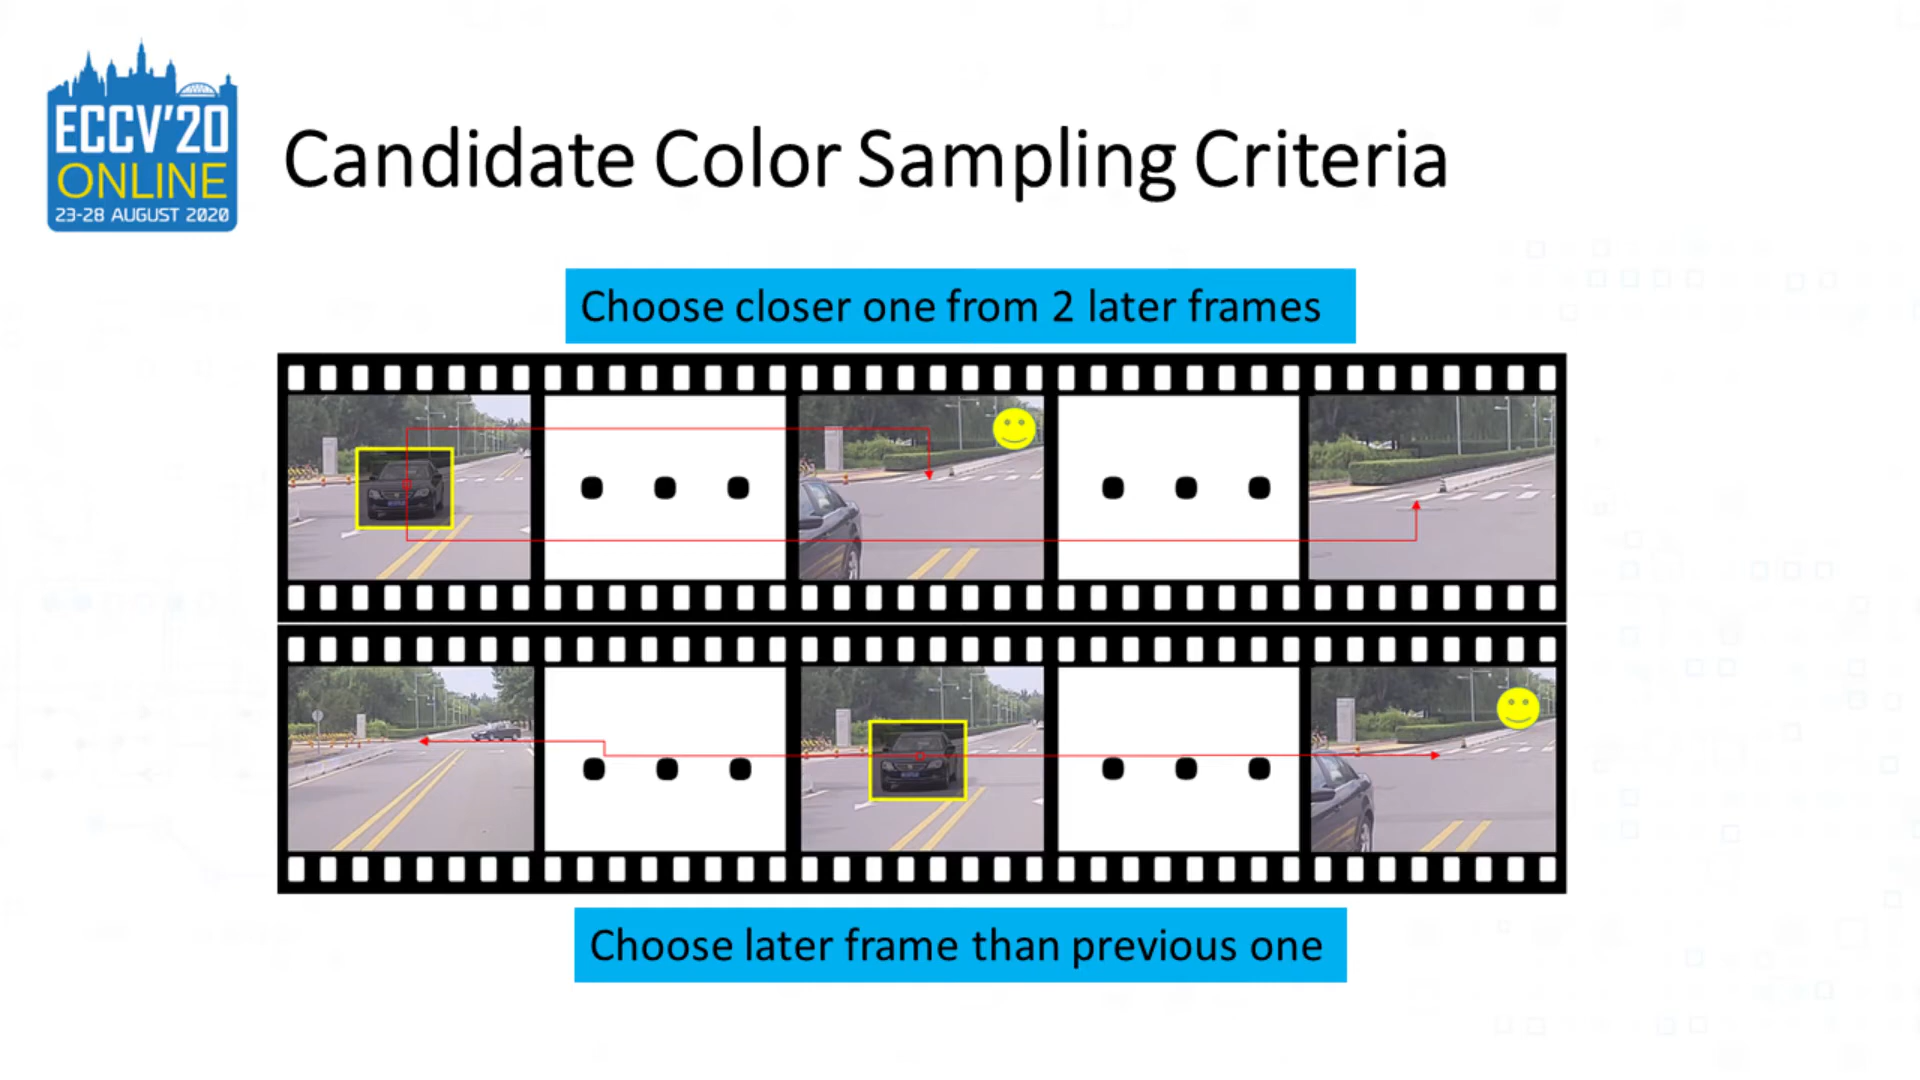 ECCV'20
ONLINE
23-28 AUGUST 2020
Candidate Color Sampling Criteria
Choose closer one from 2 later frames
Choose later frame than previous one